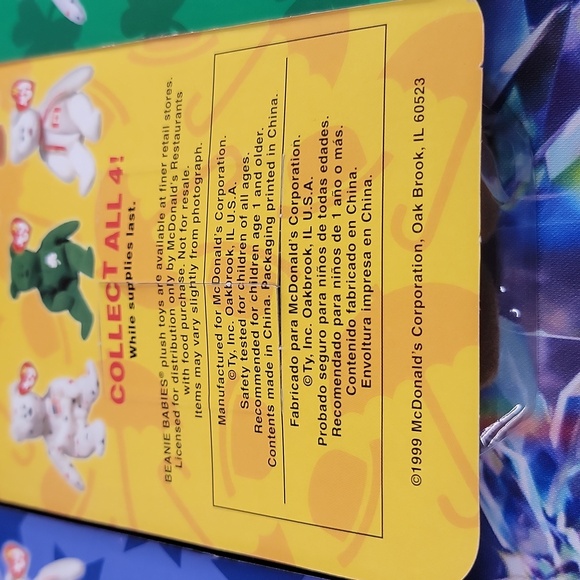 COLLECT ALL 4!
While supplies last.
BEANIE BABIES® plush toys are available at finer retail stores.
Licensed for distribution only by McDonald's Restaurants
with food purchase. Not for resale.
Items may vary slightly from photograph.
Manufactured for McDonald's Corporation.
©Ty, Inc. Oakbrook, IL U.S.A.
Safety tested for children of all ages.
Recommended for children age 1 and older.
Contents made in China. Packaging printed in China.
Fabricado para McDonald's Corporation.
©Ty, Inc. Oakbrook, IL U.S.A.
Probado seguro para niños de todas edades.
Recomendado para niños de 1 año o más.
Contenido fabricado en China.
Envoltura impresa en China.
©1999 McDonald's Corporation, Oak Brook, IL 60523